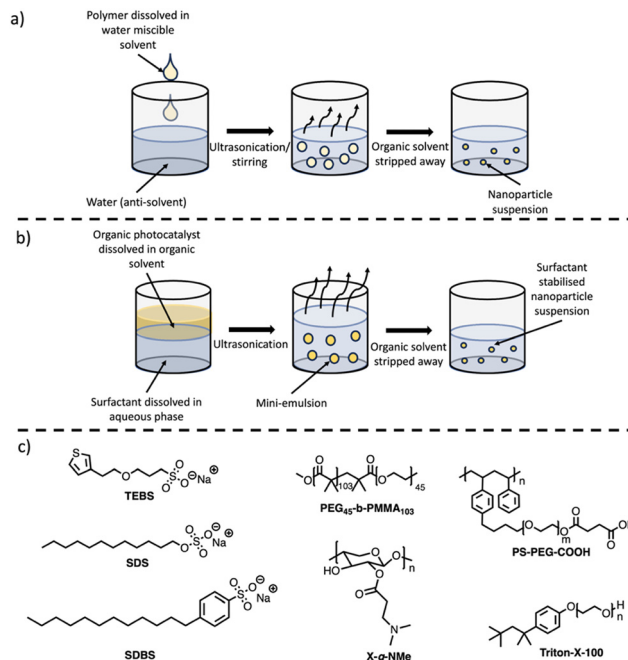 a)
Polymer dissolved in
water miscible
solvent
Ultrasonication/
stirring
Organic solvent
stripped away
Water (anti-solvent)
Nanoparticle
suspension
b)
Organic photocatalyst
dissolved in organic
solvent
Surfactant
stabilised
nanoparticle
suspension
Ultrasonication
Organic solvent
stripped away
Surfactant dissolved in
aqueous phase
Mini-emulsion
c)
TEBS
PEG45-b-PMMA103
PS-PEG-COOH
SDS
SDBS
X-g-NMe
Triton-X-100